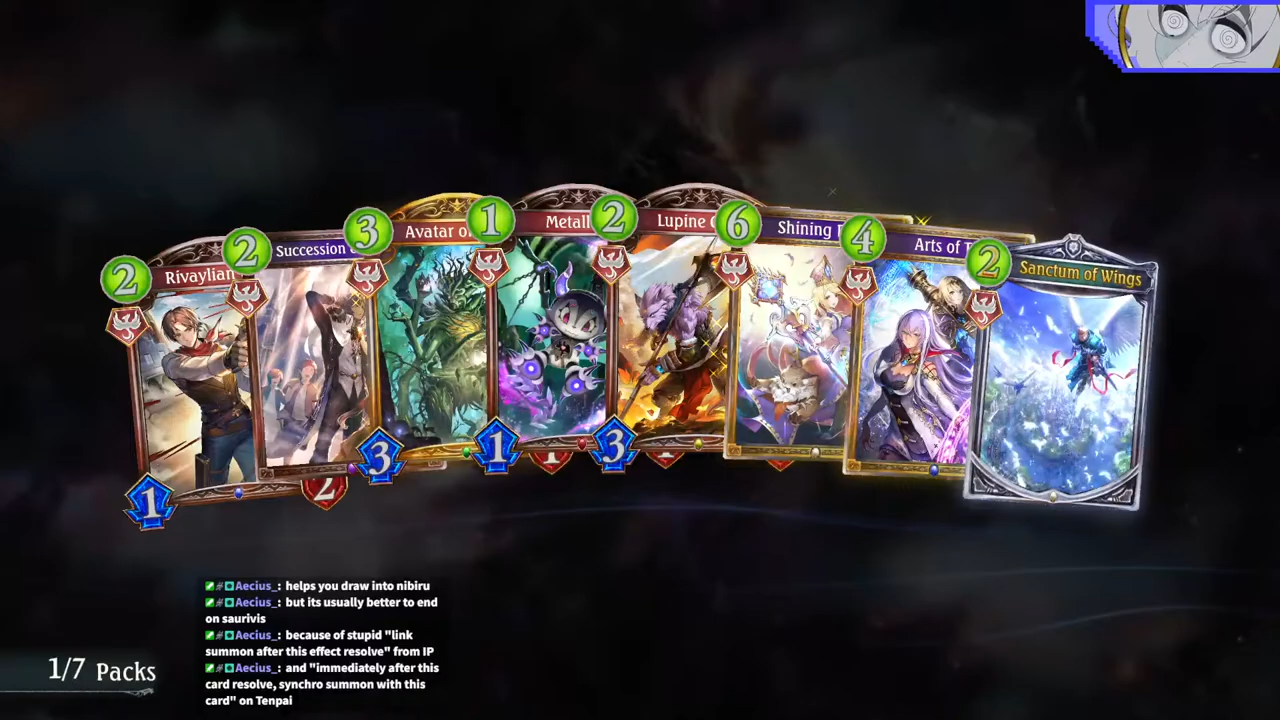 2
Rivaylian
1
2
Succession
2
3
Avatar o
3
1
Metall
1
1
2
Lupine
3
1
6
Shining
4
Arts of T
2
Sanctum of Wings
Aecius_: helps you draw into nibiru
Aecius_: but its usually better to end
on saurivis
Aecius_: because of stupid "link
summon after this effect resolve" from IP
Aecius_: and "immediately after this
card resolve, synchro summon with this
card" on Tenpai
1/7 Packs